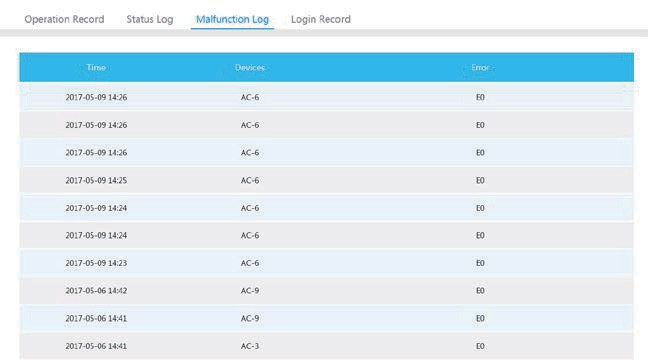 Operation Record Status Log Malfunction Log Login Record
Time Devices Error
2017-05-09 14:26 AC-6 E0
2017-05-09 14:26 AC-6 E0
2017-05-09 14:26 AC-6 E0
2017-05-09 14:25 AC-6 E0
2017-05-09 14:24 AC-6 E0
2017-05-09 14:24 AC-6 E0
2017-05-09 14:23 AC-6 E0
2017-05-06 14:42 AC-9 E0
2017-05-06 14:41 AC-9 E0
2017-05-06 14:41 AC-3 E0